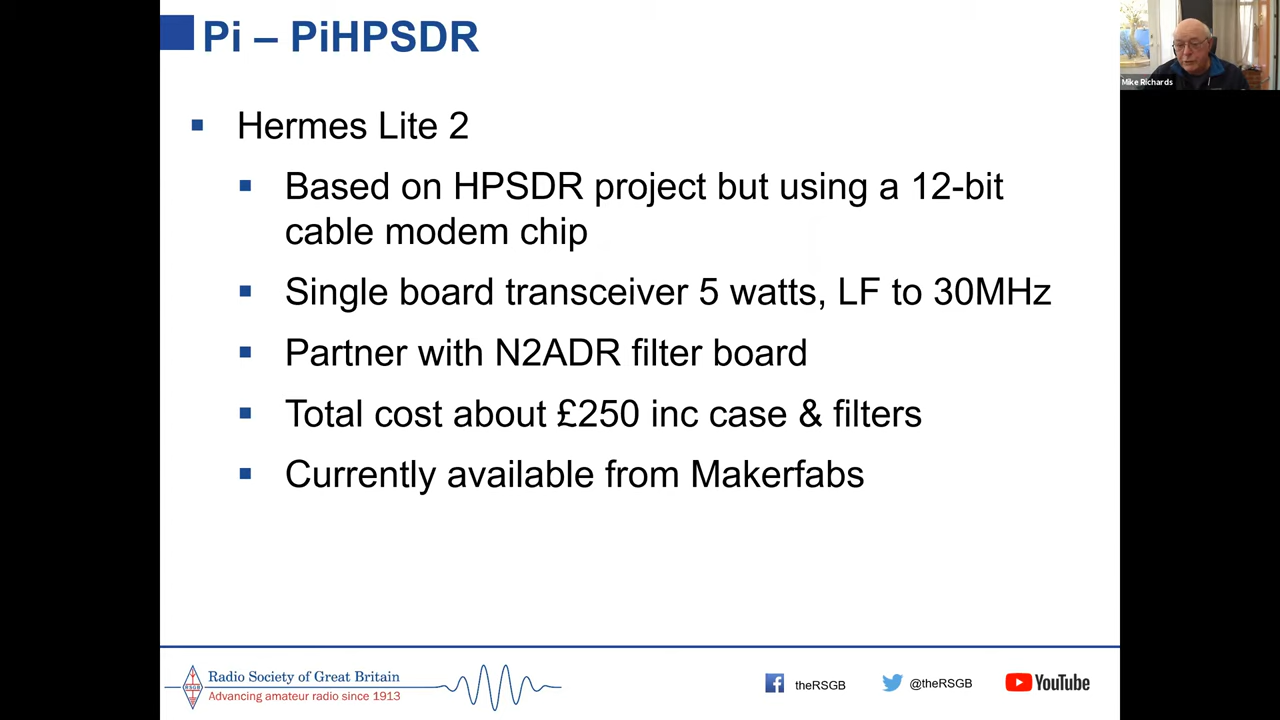 Pi – PiHPSDR
Mike Richards
▪ Hermes Lite 2
▪ Based on HPSDR project but using a 12-bit
cable modem chip
▪ Single board transceiver 5 watts, LF to 30MHz
▪ Partner with N2ADR filter board
▪ Total cost about £250 inc case & filters
▪ Currently available from Makerfabs
RSGB
Radio Society of Great Britain
Advancing amateur radio since 1913
theRSGB
@theRSGB
YouTube